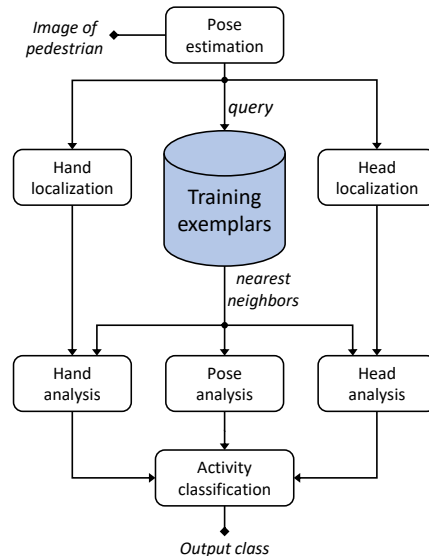 Image of
pedestrian
Pose
estimation
query
Hand
localization
Training
exemplars
Head
localization
nearest
neighbors
Hand
analysis
Pose
analysis
Head
analysis
Activity
classification
Output class